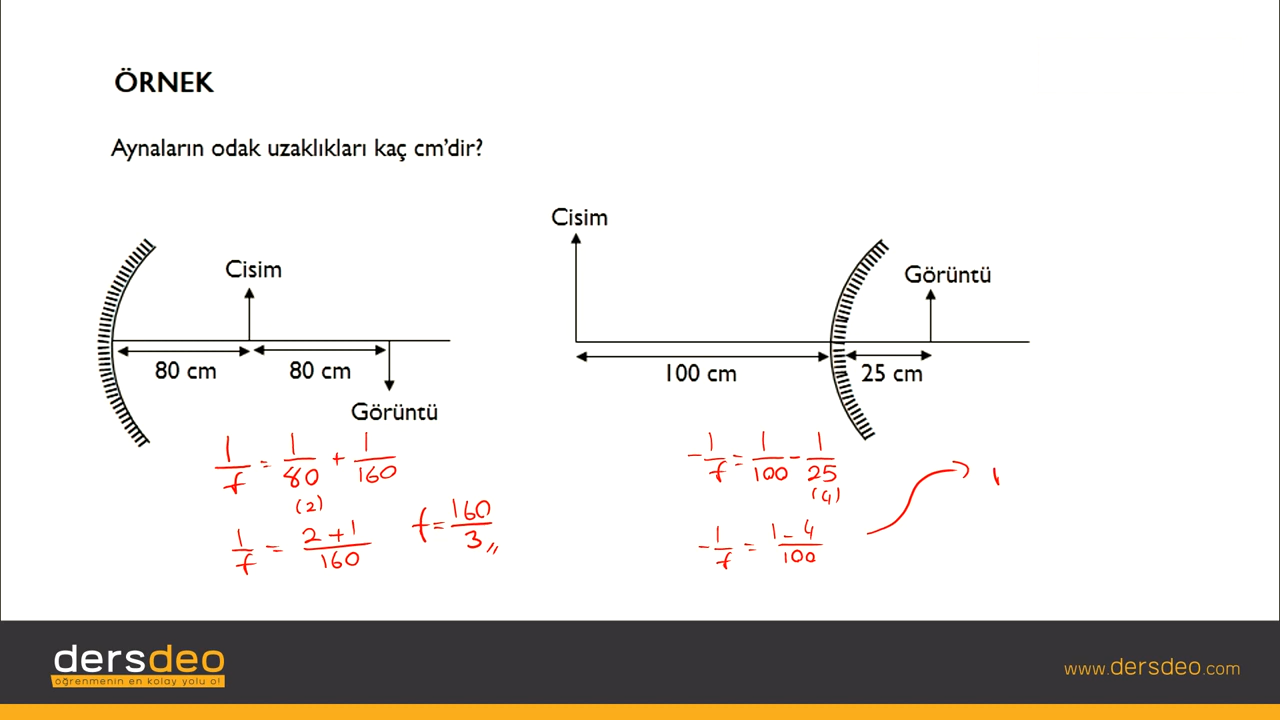 ÖRNEK
Aynaların odak uzaklıkları kaç cm'dir?
Cisim
80 cm
80 cm
Görüntü
1/f = 1/80 + 1/160
(2)
1/f = 2+1/160
f = 160/3
Cisim
Görüntü
100 cm
25 cm
-1/f = 1/100 - 1/25
(4)
-1/f = 1-4/100
dersdeo
öğrenmenin en kolay yolu o!
www.dersdeo.com